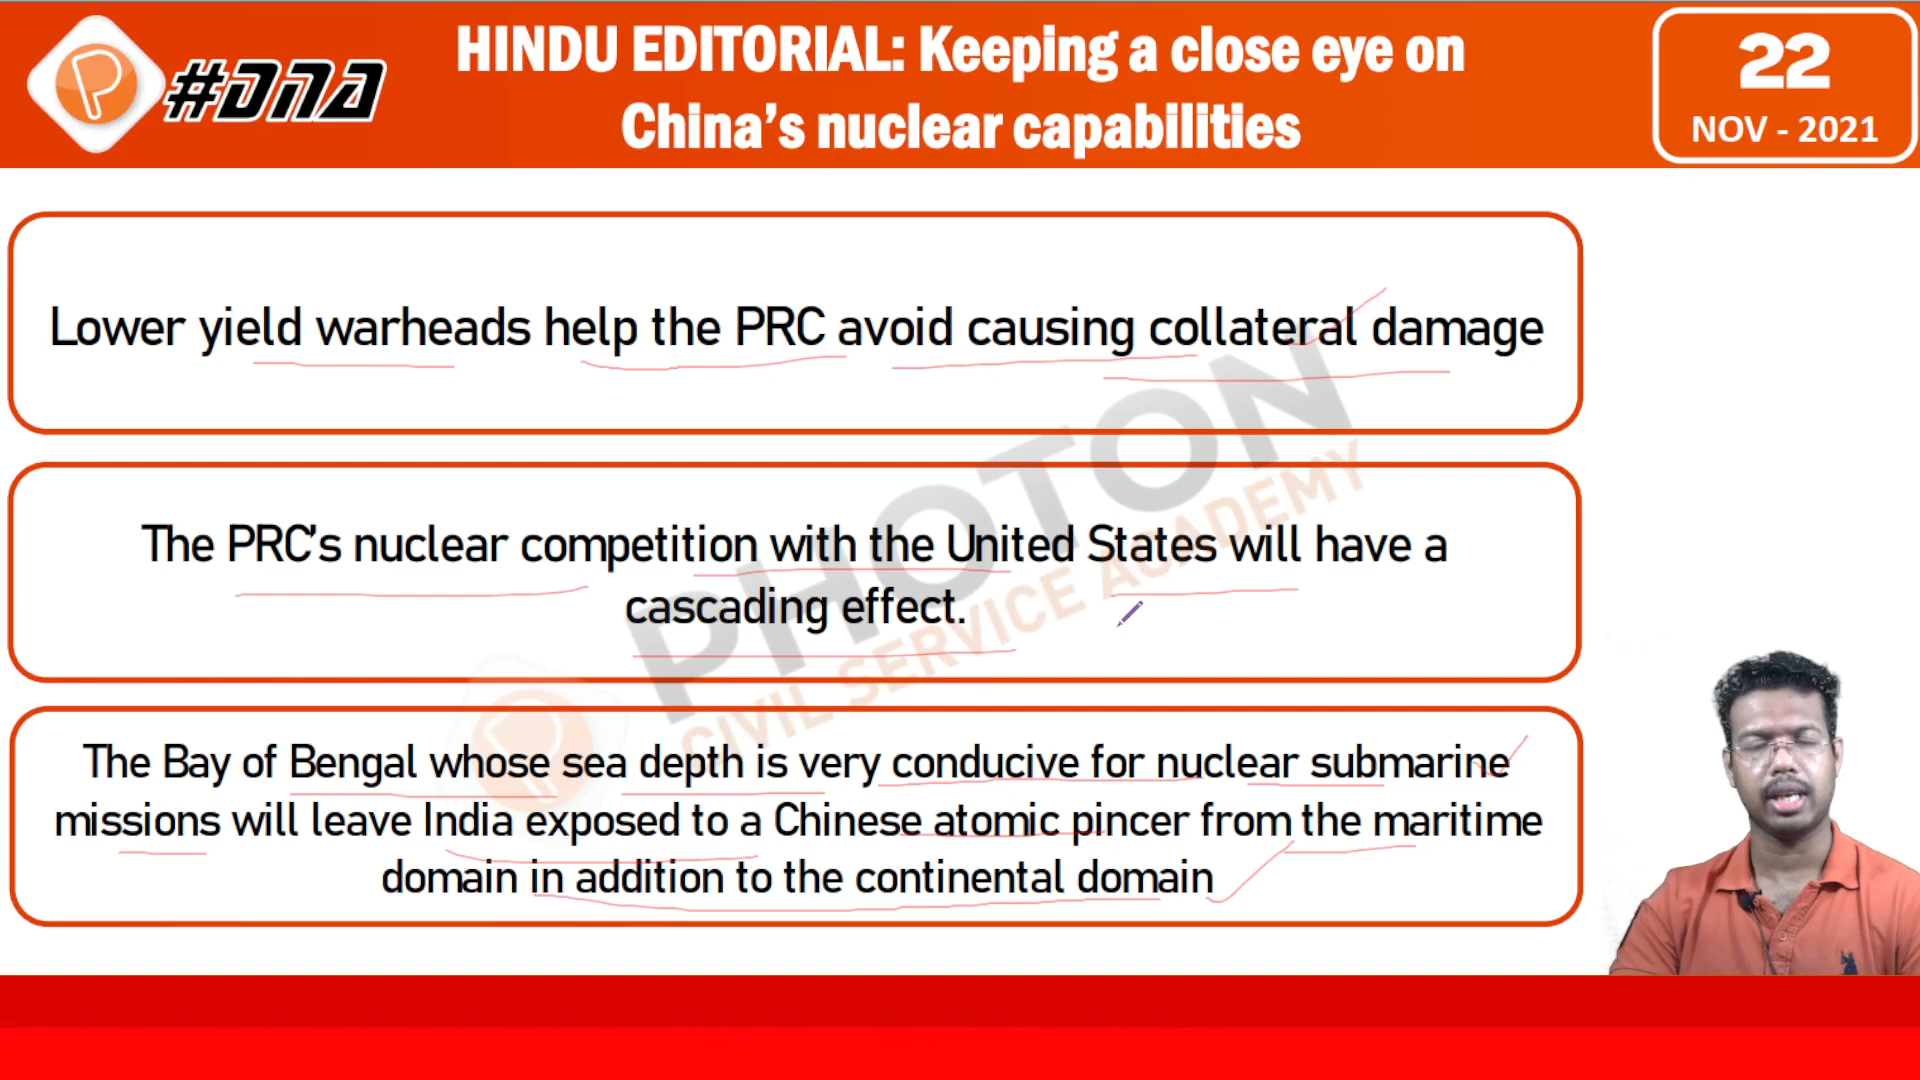 #DNA
HINDU EDITORIAL: Keeping a close eye on
China's nuclear capabilities
22
NOV - 2021
Lower yield warheads help the PRC avoid causing collateral damage
The PRC's nuclear competition with the United States will have a
cascading effect.
The Bay of Bengal whose sea depth is very conducive for nuclear submarine
missions will leave India exposed to a Chinese atomic pincer from the maritime
domain in addition to the continental domain
PHOTON
CIVIL SERVICE ACADEMY